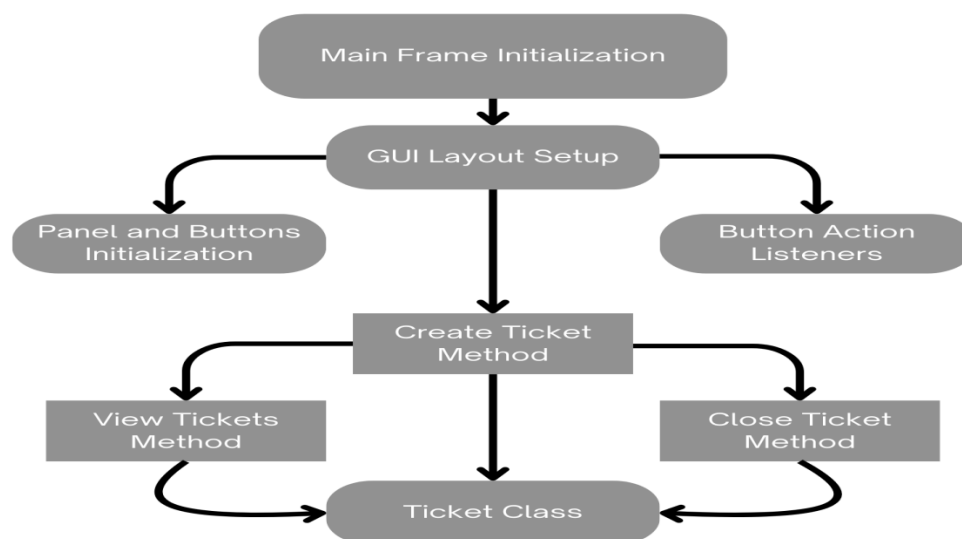 Main Frame Initialization
GUI Layout Setup
Panel and Buttons
Initialization
Button Action
Listeners
Create Ticket
Method
View Tickets
Method
Close Ticket
Method
Ticket Class